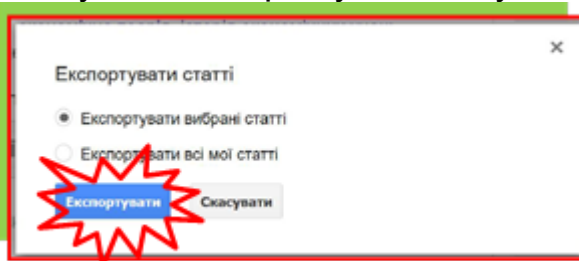 Експортувати статті
Експортувати вибрані статті
Експортувати всі мої статті
Експортувати Скасувати